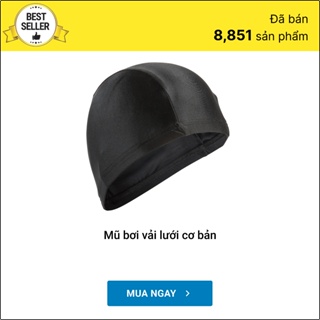 BEST
SELLER
Đã bán
8,851 sản phẩm
Mũ bơi vải lưới cơ bản
MUA NGAY